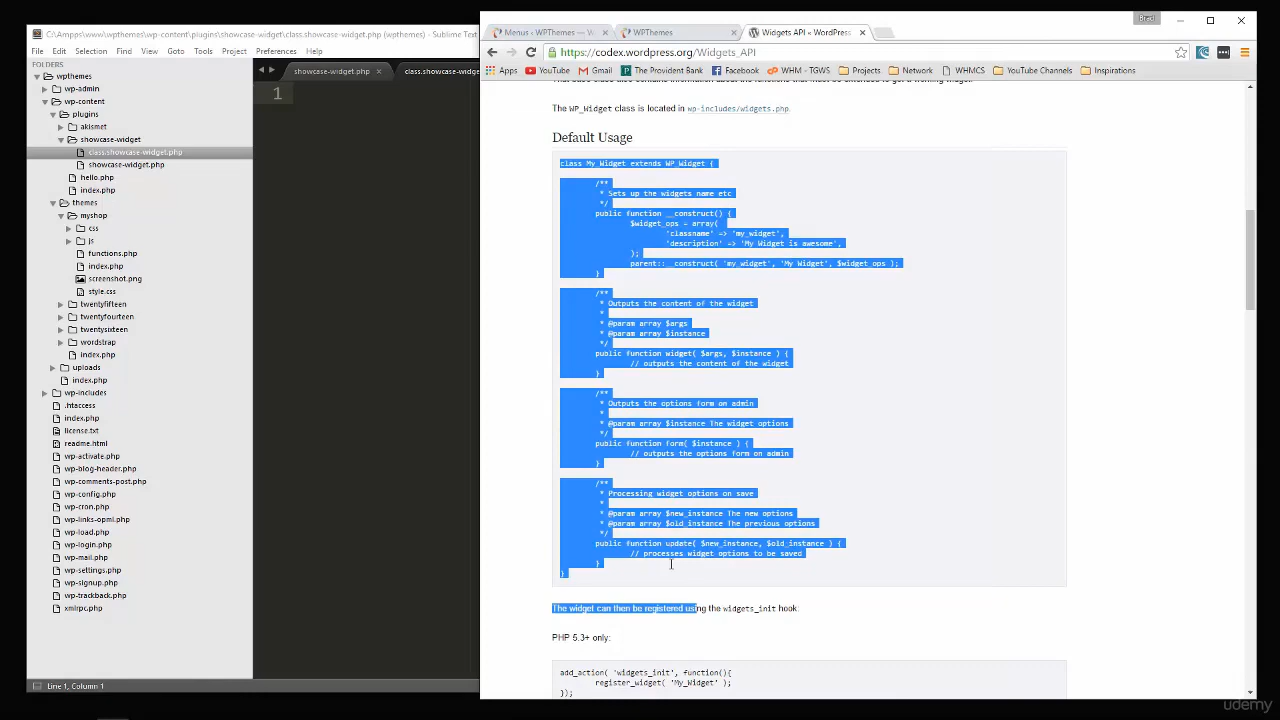 C:\Ampps\www\wpthemes\wp-content\plugins\showcase-widget\class.showcase-widget.php (wpthemes) - Sublime Text
File Edit Selection Find View Goto Tools Project Preferences Help
FOLDERS
wpthemes
wp-admin
wp-content
plugins
akismet
showcase-widget
class.showcase-widget.php
showcase-widget.php
hello.php
index.php
themes
myshop
css
js
functions.php
index.php
screenshot.png
style.css
twentyfifteen
twentyfourteen
twentysixteen
wordstrap
index.php
uploads
index.php
wp-includes
.htaccess
index.php
license.txt
readme.html
wp-activate.php
wp-blog-header.php
wp-comments-post.php
wp-config.php
wp-cron.php
wp-links-opml.php
wp-load.php
wp-login.php
wp-mail.php
wp-settings.php
wp-signup.php
wp-trackback.php
xmlrpc.php
showcase-widget.php × class.showcase-widg
1
Line 1, Column 1
Brad
Menus ‹ WPThemes — W × WPThemes × Widgets API « WordPress ×
https://codex.wordpress.org/Widgets_API
Apps YouTube Gmail The Provident Bank Facebook WHM - TGWS Projects Network WHMCS YouTube Channels Inspirations
The WP_Widget class is located in wp-includes/widgets.php.
Default Usage
class My_Widget extends WP_Widget {
/**
* Sets up the widgets name etc
*/
public function __construct() {
$widget_ops = array(
'classname' => 'my_widget',
'description' => 'My Widget is awesome',
);
parent::__construct( 'my_widget', 'My Widget', $widget_ops );
}
/**
* Outputs the content of the widget
*
* @param array $args
* @param array $instance
*/
public function widget( $args, $instance ) {
// outputs the content of the widget
}
/**
* Outputs the options form on admin
*
* @param array $instance The widget options
*/
public function form( $instance ) {
// outputs the options form on admin
}
/**
* Processing widget options on save
*
* @param array $new_instance The new options
* @param array $old_instance The previous options
*/
public function update( $new_instance, $old_instance ) {
// processes widget options to be saved
}
}
The widget can then be registered using the widgets_init hook:
PHP 5.3+ only:
add_action( 'widgets_init', function(){
register_widget( 'My_Widget' );
});
udemy